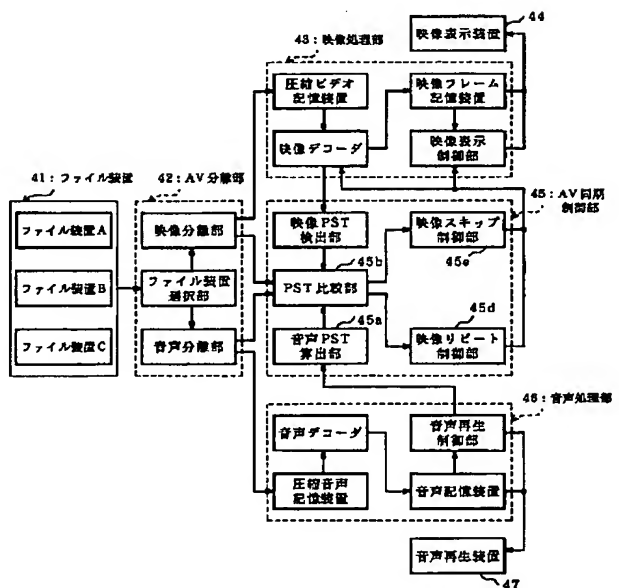 44
映像表示装置
43:映像処理部
圧縮ビデオ
記憶装置
映像フレーム
記憶装置
映像デコーダ
映像表示
制御部
41:ファイル装置
42:AV分離部
45:AV同期
制御部
ファイル装置A
映像分離部
映像PST
検出部
映像スキップ
制御部
45b
45e
ファイル装置B
ファイル装置
選択部
PST比較部
45a
45d
ファイル装置C
音声分離部
音声PST
算出部
映像リピート
制御部
46:音声処理部
音声デコーダ
音声再生
制御部
圧縮音声
記憶装置
音声記憶装置
音声再生装置
47